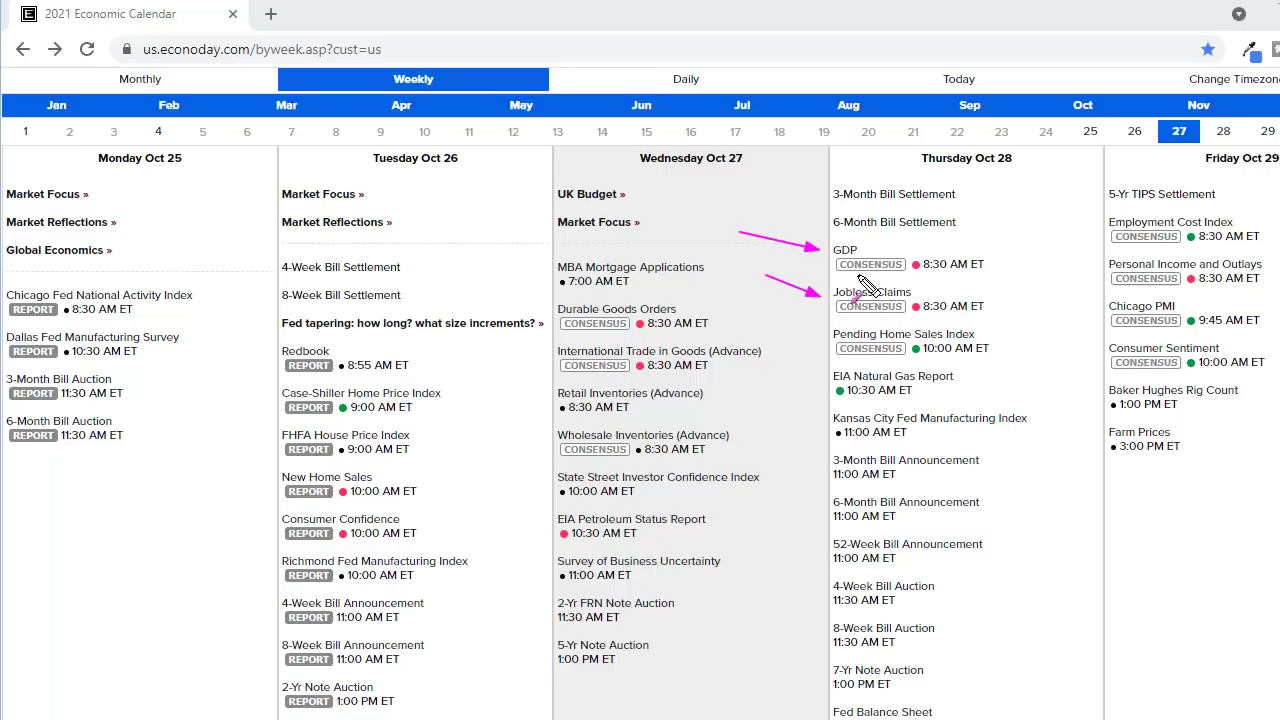 2021 Economic Calendar
us.econoday.com/byweek.asp?cust=us
Monthly Weekly Daily Today Change Timezon
Jan Feb Mar Apr May Jun Jul Aug Sep Oct Nov
1 2 3 4 5 6 7 8 9 10 11 12 13 14 15 16 17 18 19 20 21 22 23 24 25 26 27 28 29
Monday Oct 25
Market Focus »
Market Reflections »
Global Economics »
Chicago Fed National Activity Index
REPORT 8:30 AM ET
Dallas Fed Manufacturing Survey
REPORT 10:30 AM ET
3-Month Bill Auction
REPORT 11:30 AM ET
6-Month Bill Auction
REPORT 11:30 AM ET
Tuesday Oct 26
Market Focus »
Market Reflections »
4-Week Bill Settlement
8-Week Bill Settlement
Fed tapering: how long? what size increments? »
Redbook
REPORT 8:55 AM ET
Case-Shiller Home Price Index
REPORT 9:00 AM ET
FHFA House Price Index
REPORT 9:00 AM ET
New Home Sales
REPORT 10:00 AM ET
Consumer Confidence
REPORT 10:00 AM ET
Richmond Fed Manufacturing Index
REPORT 10:00 AM ET
4-Week Bill Announcement
REPORT 11:00 AM ET
8-Week Bill Announcement
REPORT 11:00 AM ET
2-Yr Note Auction
REPORT 1:00 PM ET
Wednesday Oct 27
UK Budget »
Market Focus »
MBA Mortgage Applications
7:00 AM ET
Durable Goods Orders
CONSENSUS 8:30 AM ET
International Trade in Goods (Advance)
CONSENSUS 8:30 AM ET
Retail Inventories (Advance)
8:30 AM ET
Wholesale Inventories (Advance)
CONSENSUS 8:30 AM ET
State Street Investor Confidence Index
10:00 AM ET
EIA Petroleum Status Report
10:30 AM ET
Survey of Business Uncertainty
11:00 AM ET
2-Yr FRN Note Auction
11:30 AM ET
5-Yr Note Auction
1:00 PM ET
Thursday Oct 28
3-Month Bill Settlement
6-Month Bill Settlement
GDP
CONSENSUS 8:30 AM ET
Jobless Claims
CONSENSUS 8:30 AM ET
Pending Home Sales Index
CONSENSUS 10:00 AM ET
EIA Natural Gas Report
10:30 AM ET
Kansas City Fed Manufacturing Index
11:00 AM ET
3-Month Bill Announcement
11:00 AM ET
6-Month Bill Announcement
11:00 AM ET
52-Week Bill Announcement
11:00 AM ET
4-Week Bill Auction
11:30 AM ET
8-Week Bill Auction
11:30 AM ET
7-Yr Note Auction
1:00 PM ET
Fed Balance Sheet
Friday Oct 29
5-Yr TIPS Settlement
Employment Cost Index
CONSENSUS 8:30 AM ET
Personal Income and Outlays
CONSENSUS 8:30 AM ET
Chicago PMI
CONSENSUS 9:45 AM ET
Consumer Sentiment
CONSENSUS 10:00 AM ET
Baker Hughes Rig Count
1:00 PM ET
Farm Prices
3:00 PM ET